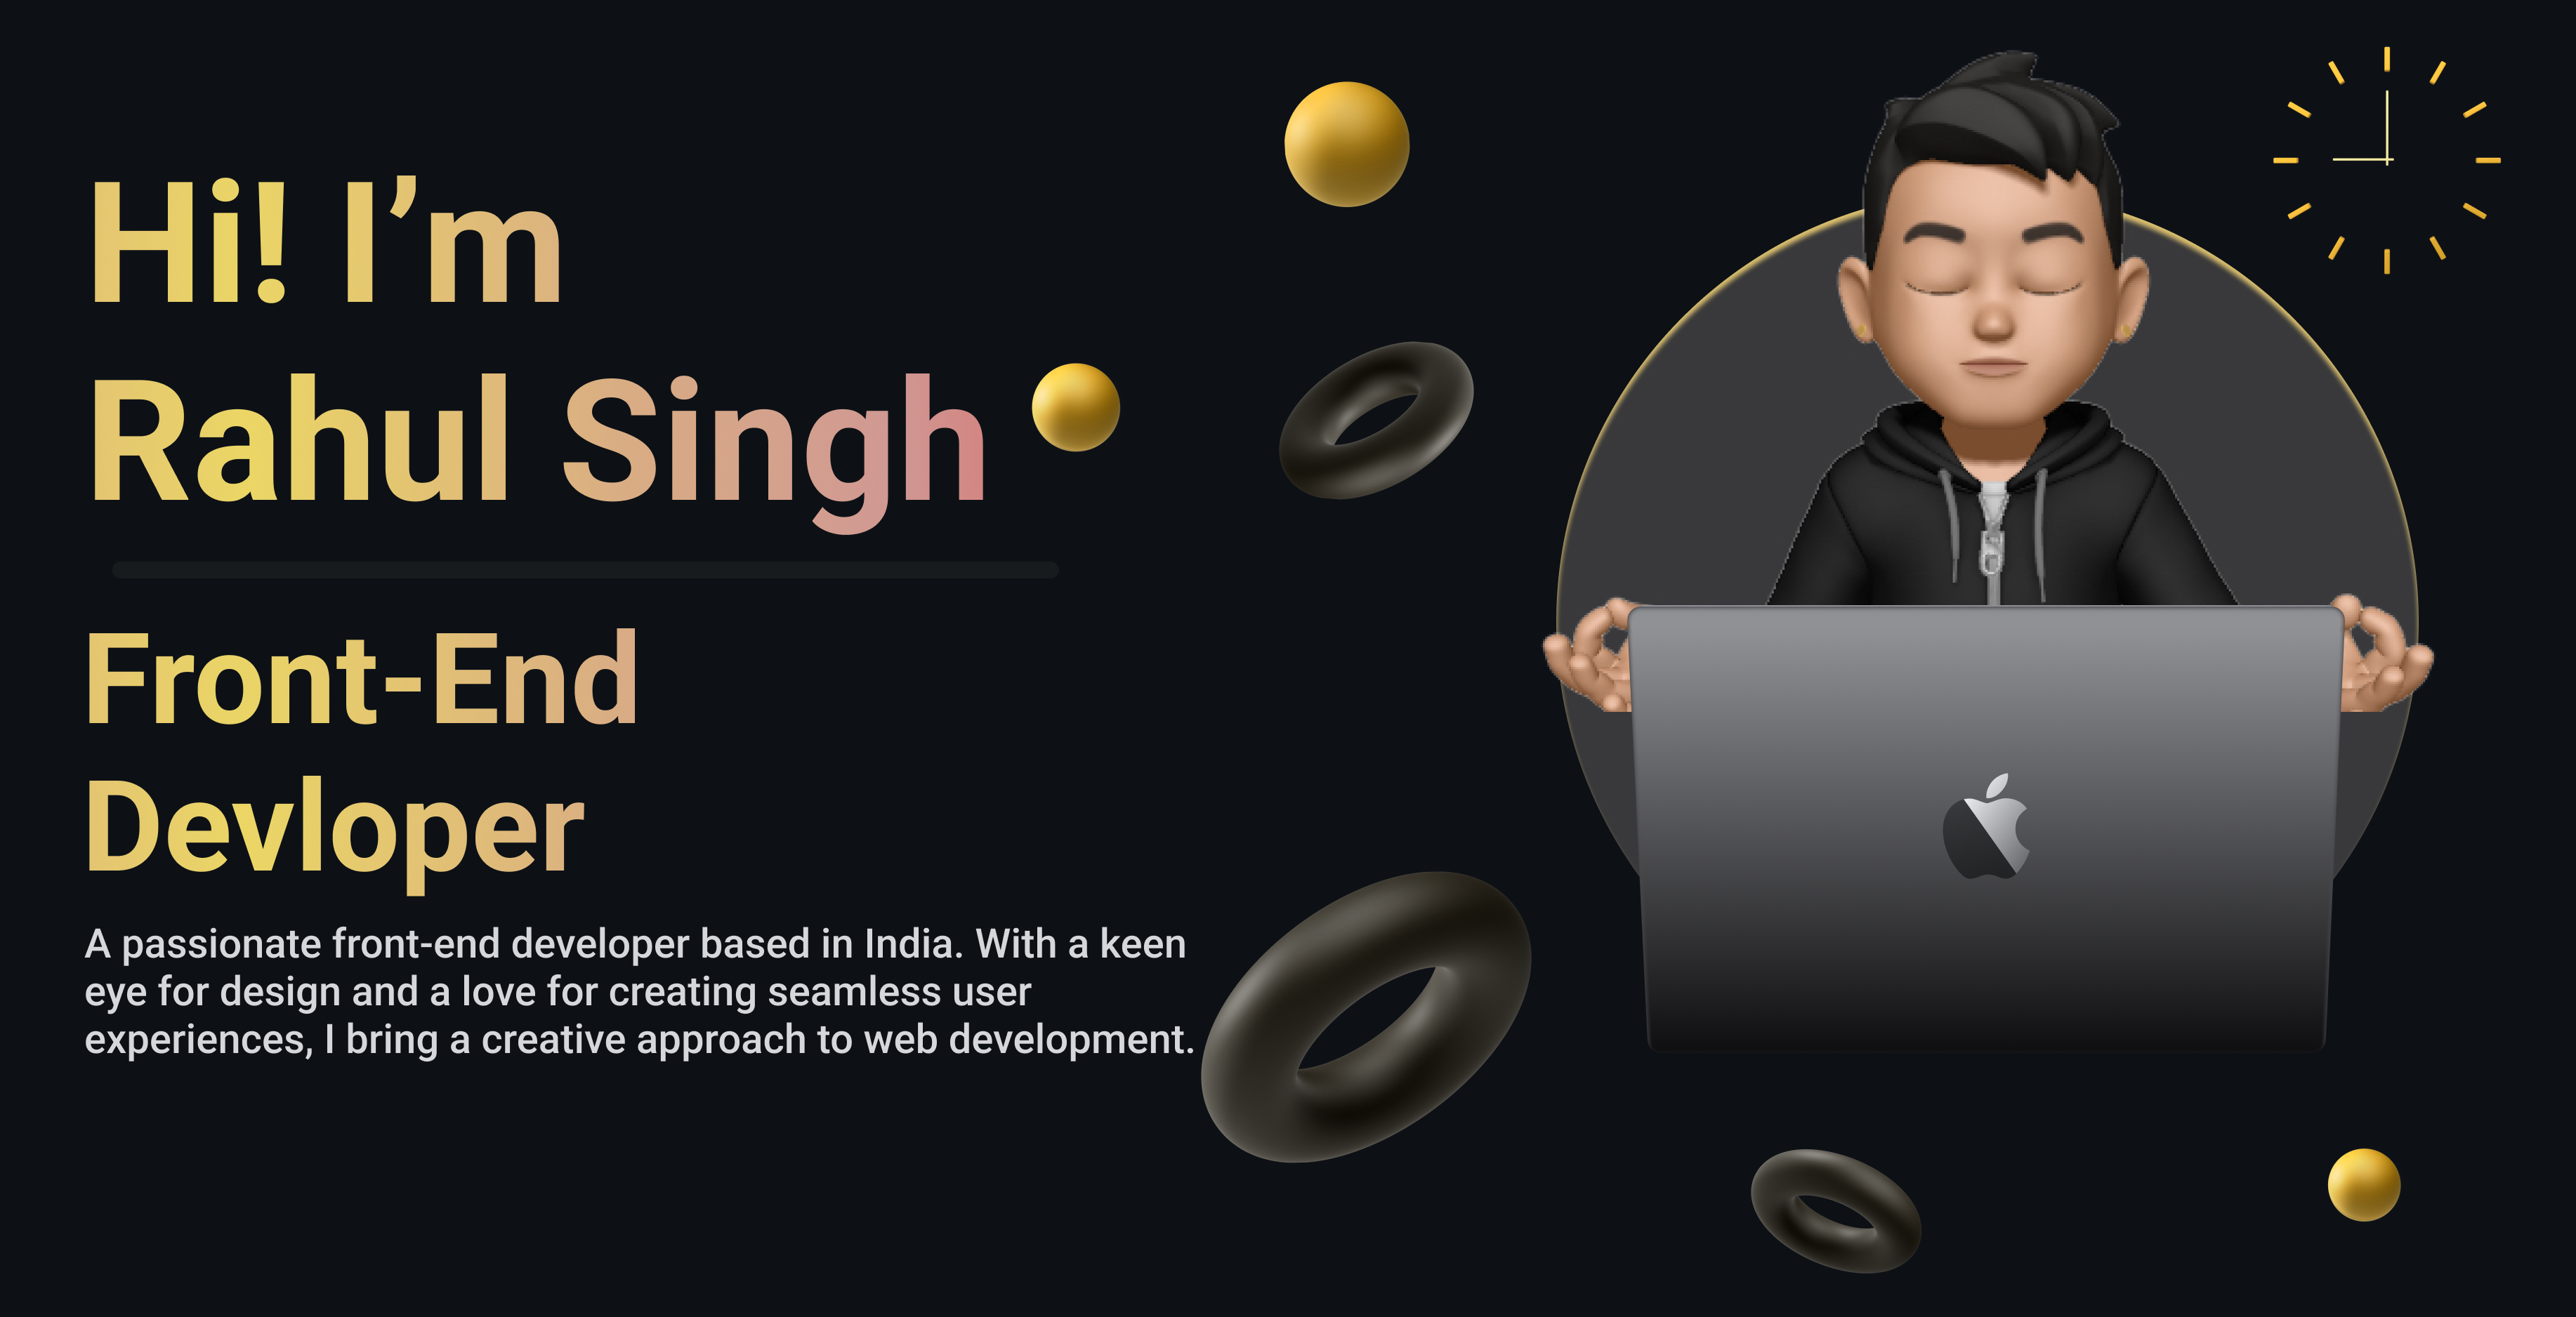 Hi! I’m
Rahul Singh
Front-End
Devloper
A passionate front-end developer based in India. With a keen
eye for design and a love for creating seamless user
experiences, I bring a creative approach to web development.